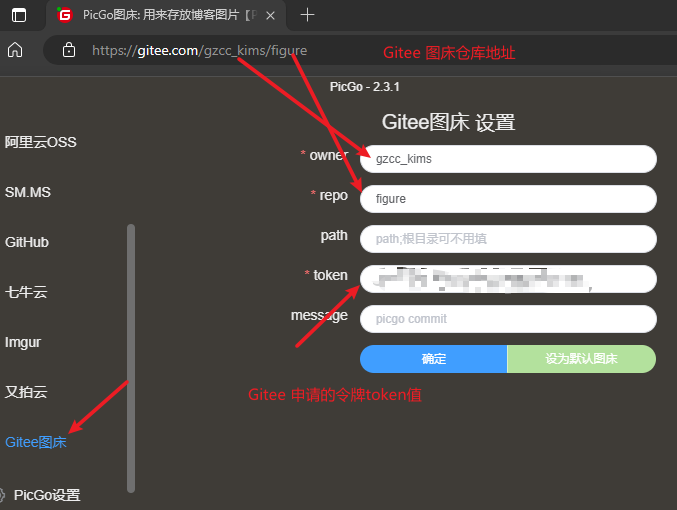 PicGo图床: 用来存放博客图片【P
https://gitee.com/gzcc_kims/figure
Gitee 图床仓库地址
PicGo - 2.3.1
Gitee图床 设置
阿里云OSS
* owner
gzcc_kims
SM.MS
* repo
figure
GitHub
path
path;根目录可不用填
七牛云
* token
message
picgo commit
Imgur
确定
设为默认图床
又拍云
Gitee 申请的令牌token值
Gitee图床
PicGo设置